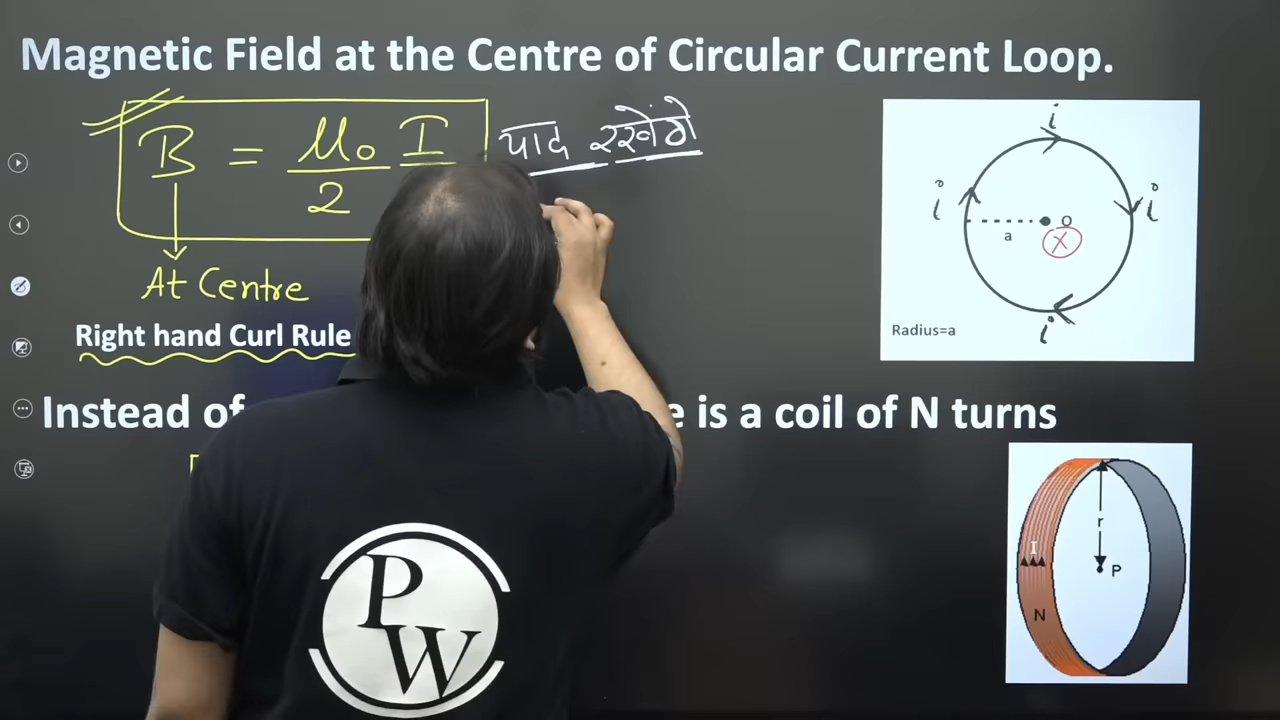 Magnetic Field at the Centre of Circular Current Loop.
B = μ₀ I
2
याद रखेंगे
At Centre
Right hand Curl Rule
i
i
i
i
a
O
X
Radius=a
Instead of
is a coil of N turns
r
I
P
N
PW